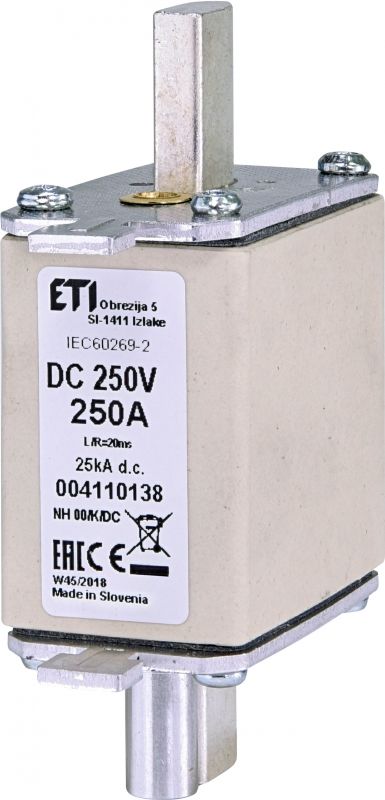 ETI Obrezija 5
SI-1411 Izlake
IEC60269-2
DC 250V
250A
L/R=20ms
25kA d.c.
004110138
NH 00/K/DC
EAC CE
W45/2018
Made in Slovenia